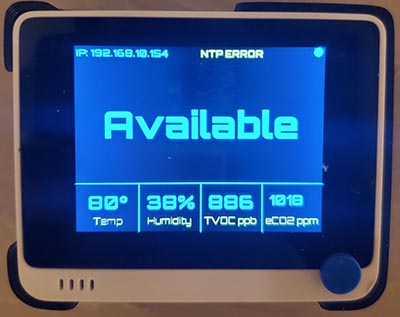 IP: 192.168.10.154 NTP ERROR
Available
80° 38% 886 1018
Temp Humidity TVOC ppb eCO2 ppm